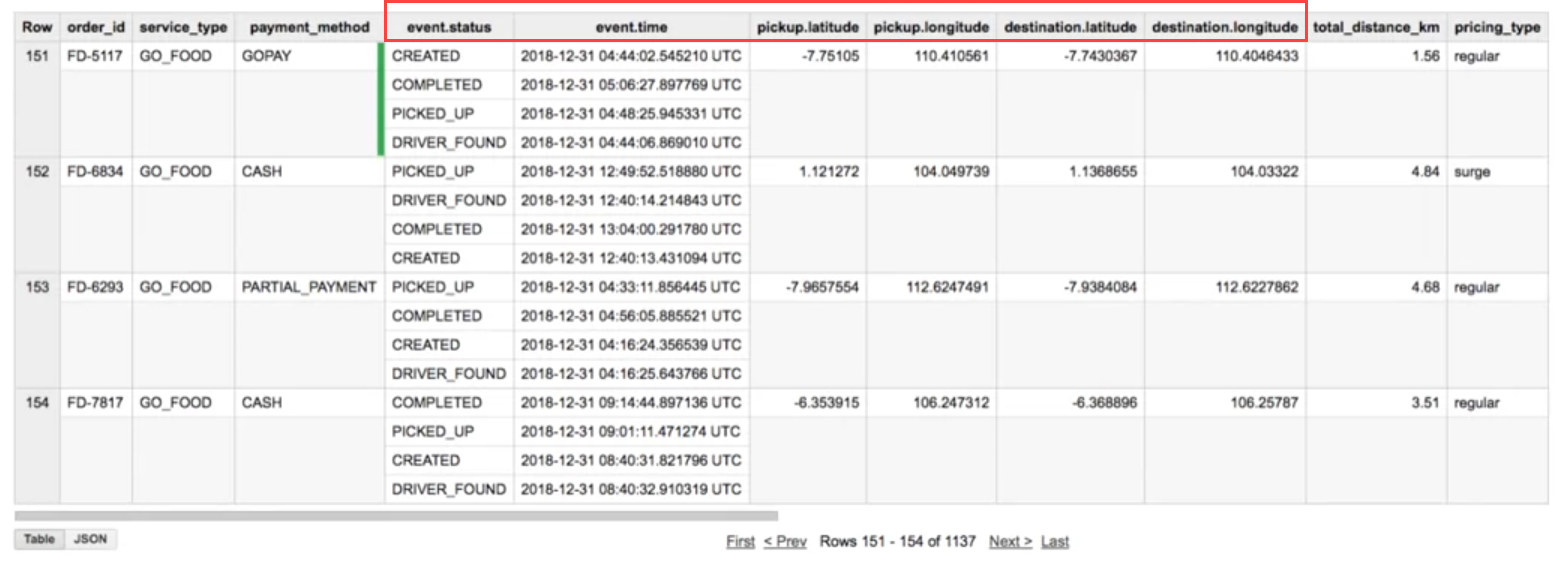 Row order_id service_type payment_method event.status event.time pickup.latitude pickup.longitude destination.latitude destination.longitude total_distance_km pricing_type
151 FD-5117 GO_FOOD GOPAY CREATED 2018-12-31 04:44:02.545210 UTC -7.75105 110.410561 -7.7430367 110.4046433 1.56 regular
COMPLETED 2018-12-31 05:06:27.897769 UTC
PICKED_UP 2018-12-31 04:48:25.945331 UTC
DRIVER_FOUND 2018-12-31 04:44:06.869010 UTC
152 FD-6834 GO_FOOD CASH PICKED_UP 2018-12-31 12:49:52.518880 UTC 1.121272 104.049739 1.1368655 104.03322 4.84 surge
DRIVER_FOUND 2018-12-31 12:40:14.214843 UTC
COMPLETED 2018-12-31 13:04:00.291780 UTC
CREATED 2018-12-31 12:40:13.431094 UTC
153 FD-6293 GO_FOOD PARTIAL_PAYMENT PICKED_UP 2018-12-31 04:33:11.856445 UTC -7.9657554 112.6247491 -7.9384084 112.6227862 4.68 regular
COMPLETED 2018-12-31 04:56:05.885521 UTC
CREATED 2018-12-31 04:16:24.356539 UTC
DRIVER_FOUND 2018-12-31 04:16:25.643766 UTC
154 FD-7817 GO_FOOD CASH COMPLETED 2018-12-31 09:14:44.897136 UTC -6.353915 106.247312 -6.368896 106.25787 3.51 regular
PICKED_UP 2018-12-31 09:01:11.471274 UTC
CREATED 2018-12-31 08:40:31.821796 UTC
DRIVER_FOUND 2018-12-31 08:40:32.910319 UTC
Table JSON First < Prev Rows 151 - 154 of 1137 Next > Last